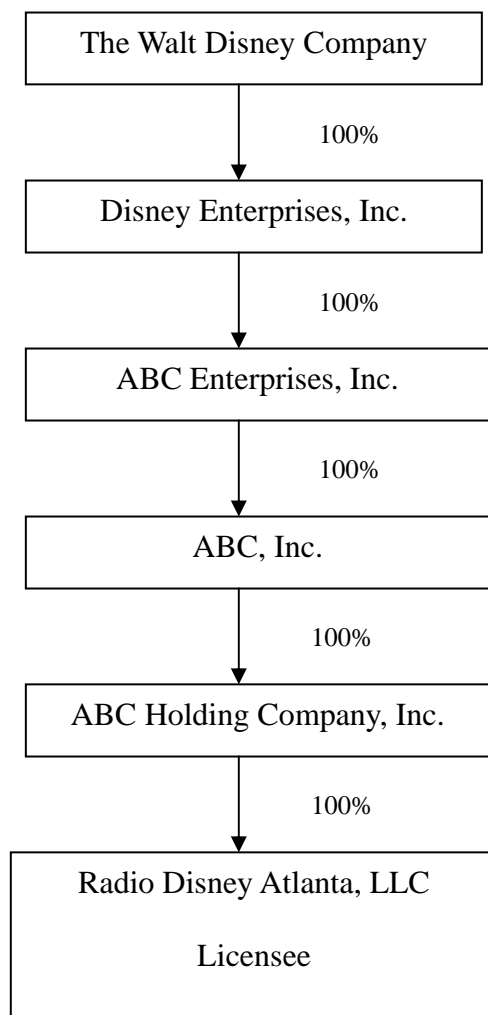 The Walt Disney Company
100%
Disney Enterprises, Inc.
100%
ABC Enterprises, Inc.
100%
ABC, Inc.
100%
ABC Holding Company, Inc.
100%
Radio Disney Atlanta, LLC
Licensee